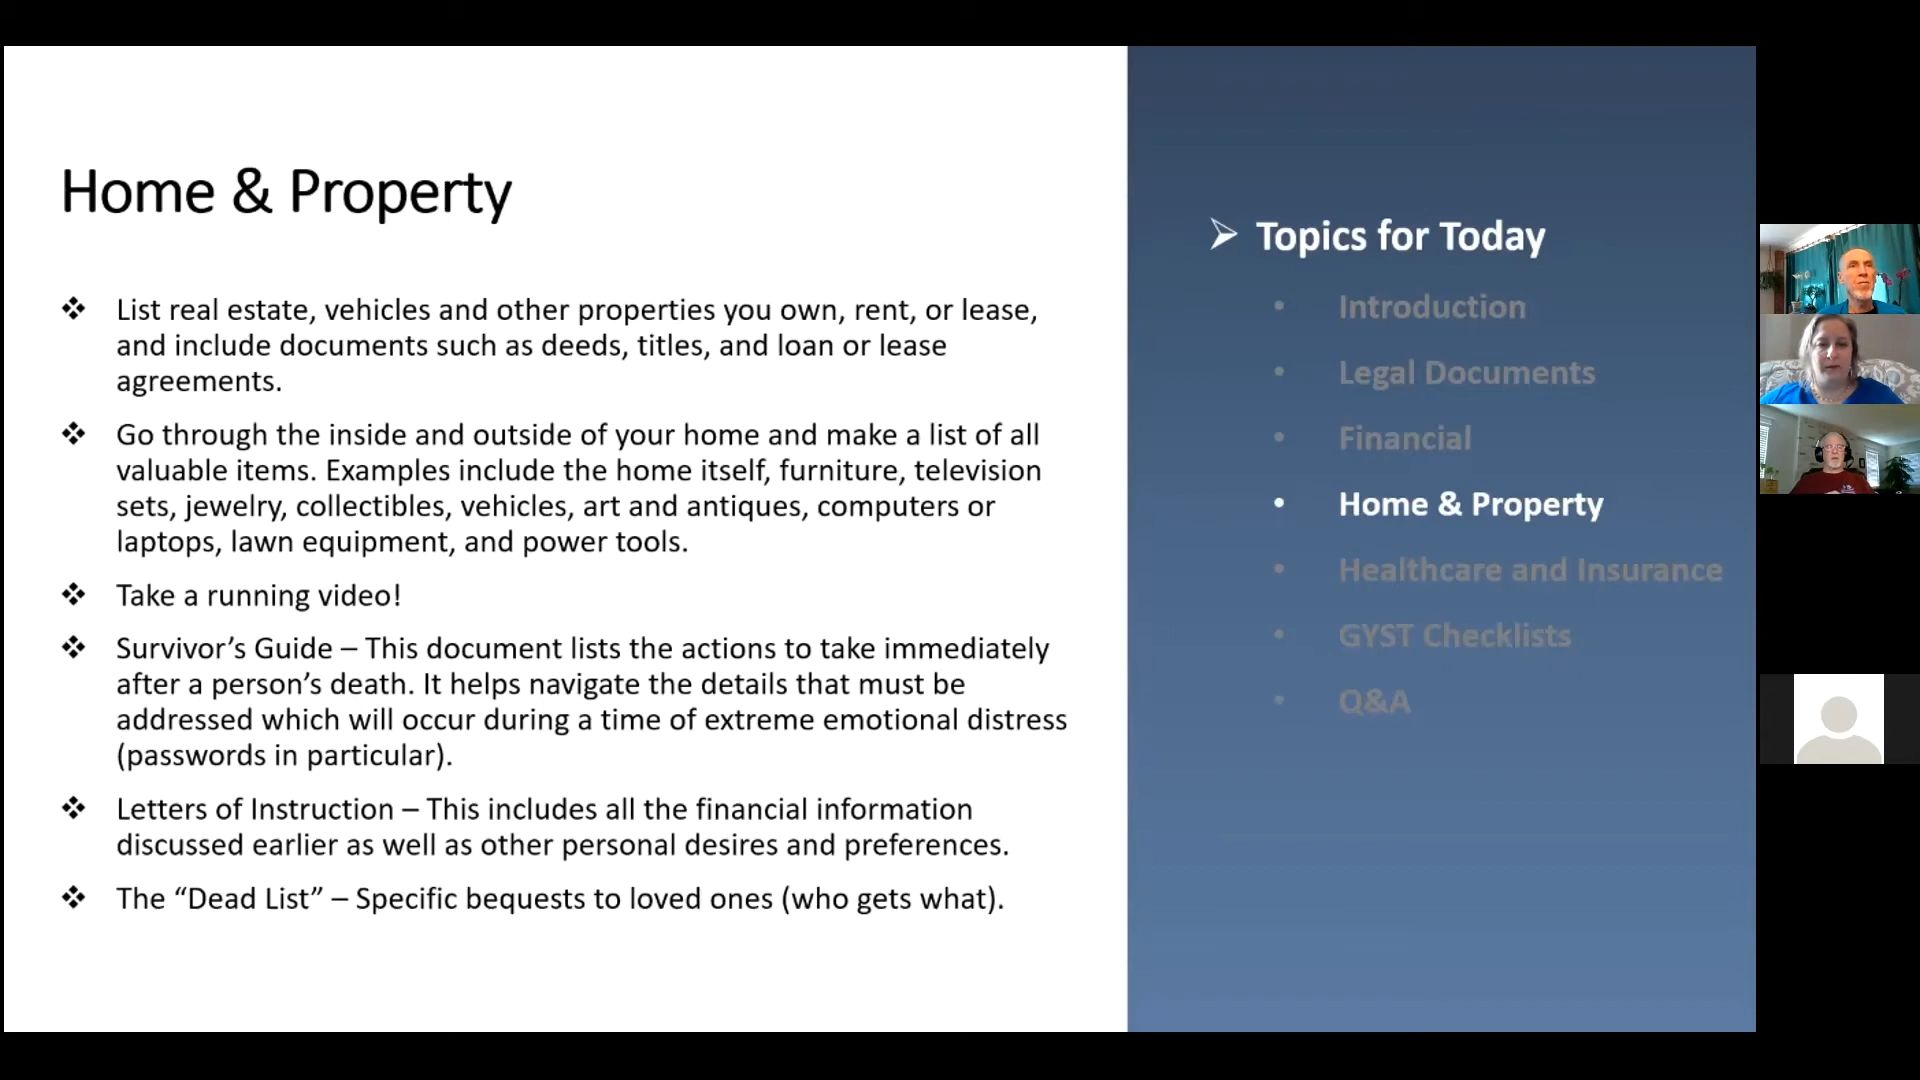 Home & Property
❖ List real estate, vehicles and other properties you own, rent, or lease,
and include documents such as deeds, titles, and loan or lease
agreements.
❖ Go through the inside and outside of your home and make a list of all
valuable items. Examples include the home itself, furniture, television
sets, jewelry, collectibles, vehicles, art and antiques, computers or
laptops, lawn equipment, and power tools.
❖ Take a running video!
❖ Survivor’s Guide – This document lists the actions to take immediately
after a person’s death. It helps navigate the details that must be
addressed which will occur during a time of extreme emotional distress
(passwords in particular).
❖ Letters of Instruction – This includes all the financial information
discussed earlier as well as other personal desires and preferences.
❖ The “Dead List” – Specific bequests to loved ones (who gets what).
➢ Topics for Today
• Introduction
• Legal Documents
• Financial
• Home & Property
• Healthcare and Insurance
• GYST Checklists
• Q&A